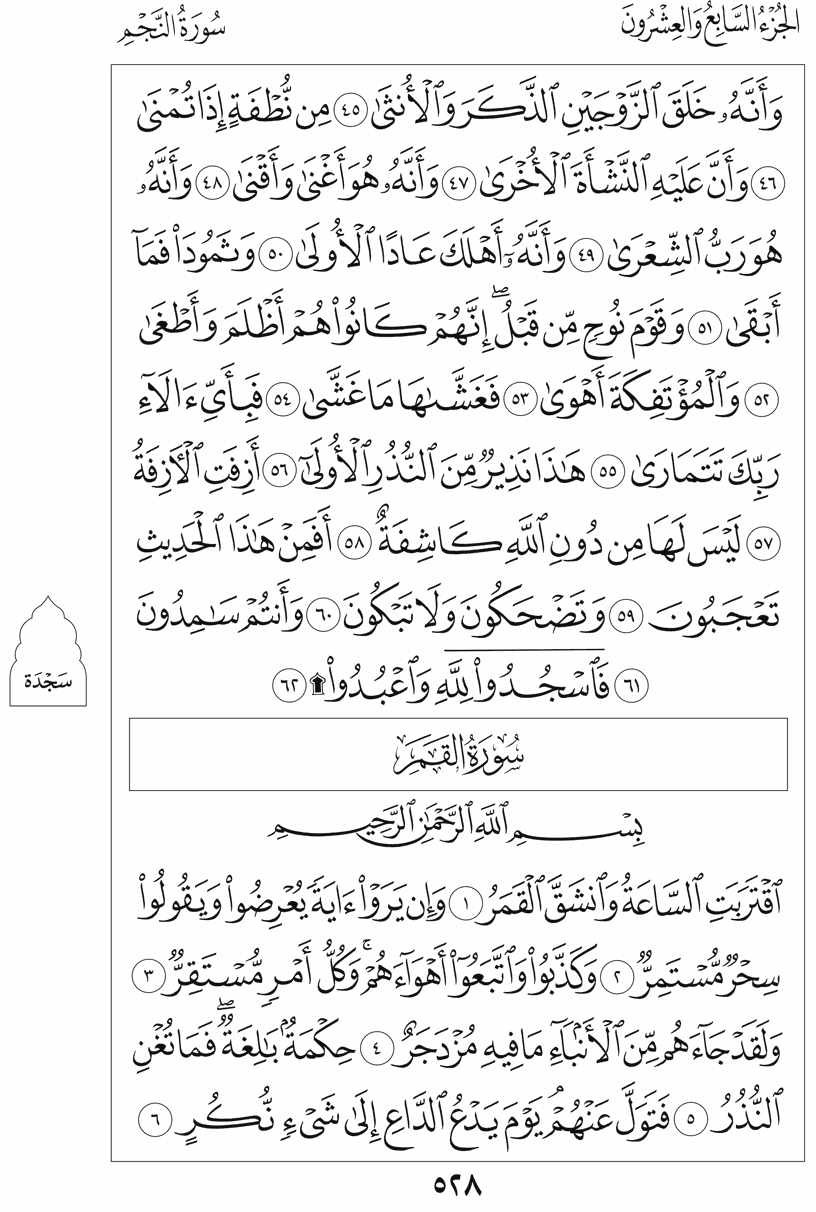 الجُزْءُ السَّابِعُ وَالعِشْرُونَ
سُورَةُ النَّجْمِ
وَأَنَّهُۥ خَلَقَ ٱلزَّوْجَيْنِ ٱلذَّكَرَ وَٱلْأُنثَىٰ ٤٥ مِن نُّطْفَةٍ إِذَا تُمْنَىٰ
٤٦ وَأَنَّ عَلَيْهِ ٱلنَّشْأَةَ ٱلْأُخْرَىٰ ٤٧ وَأَنَّهُۥ هُوَ أَغْنَىٰ وَأَقْنَىٰ ٤٨ وَأَنَّهُۥ
هُوَ رَبُّ ٱلشِّعْرَىٰ ٤٩ وَأَنَّهُۥٓ أَهْلَكَ عَادًا ٱلْأُولَىٰ ٥٠ وَثَمُودَا۟ فَمَآ
أَبْقَىٰ ٥١ وَقَوْمَ نُوحٍ مِّن قَبْلُ ۖ إِنَّهُمْ كَانُوا۟ هُمْ أَظْلَمَ وَأَطْغَىٰ
٥٢ وَٱلْمُؤْتَفِكَةَ أَهْوَىٰ ٥٣ فَغَشَّىٰهَا مَا غَشَّىٰ ٥٤ فَبِأَىِّ ءَالَآءِ
رَبِّكَ تَتَمَارَىٰ ٥٥ هَـٰذَا نَذِيرٌ مِّنَ ٱلنُّذُرِ ٱلْأُولَىٰٓ ٥٦ أَزِفَتِ ٱلْـَٔازِفَةُ
٥٧ لَيْسَ لَهَا مِن دُونِ ٱللَّهِ كَاشِفَةٌ ٥٨ أَفَمِنْ هَـٰذَا ٱلْحَدِيثِ
تَعْجَبُونَ ٥٩ وَتَضْحَكُونَ وَلَا تَبْكُونَ ٦٠ وَأَنتُمْ سَـٰمِدُونَ
٦١ فَٱسْجُدُوا۟ لِلَّهِ وَٱعْبُدُوا۟ ۩ ٦٢
سَجْدَة
سُورَةُ القَمَرِ
بِسْمِ ٱللَّهِ ٱلرَّحْمَـٰنِ ٱلرَّحِيمِ
ٱقْتَرَبَتِ ٱلسَّاعَةُ وَٱنشَقَّ ٱلْقَمَرُ ١ وَإِن يَرَوْا۟ ءَايَةً يُعْرِضُوا۟ وَيَقُولُوا۟
سِحْرٌ مُّسْتَمِرٌّ ٢ وَكَذَّبُوا۟ وَٱتَّبَعُوٓا۟ أَهْوَآءَهُمْ ۚ وَكُلُّ أَمْرٍ مُّسْتَقِرٌّ ٣
وَلَقَدْ جَآءَهُم مِّنَ ٱلْأَنۢبَآءِ مَا فِيهِ مُزْدَجَرٌ ٤ حِكْمَةٌۢ بَـٰلِغَةٌ ۖ فَمَا تُغْنِ
ٱلنُّذُرُ ٥ فَتَوَلَّ عَنْهُمْ ۘ يَوْمَ يَدْعُ ٱلدَّاعِ إِلَىٰ شَىْءٍ نُّكُرٍ ٦
٥٢٨